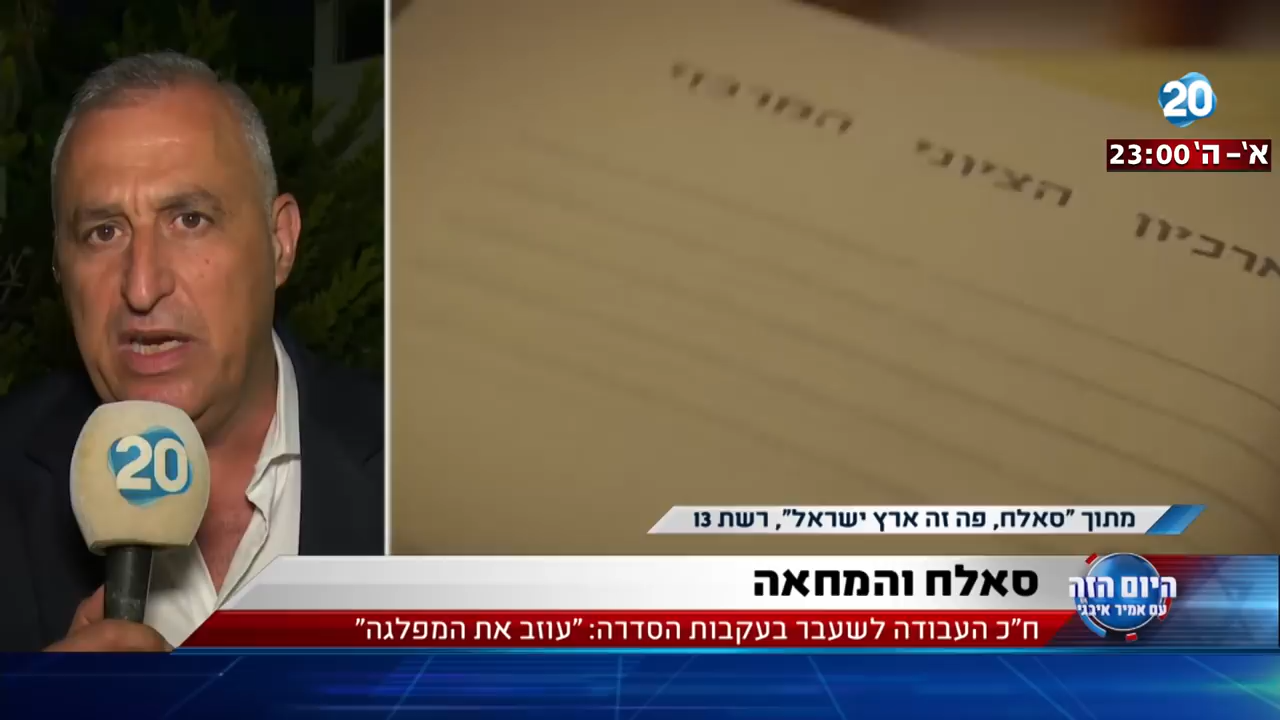 20
א'-ה' 23:00
ארכיון הציוני המרכזי
20
מתוך "סאלח, פה זה ארץ ישראל", רשת 13
סאלח והמחאה
ח"כ העבודה לשעבר בעקבות הסדרה: "עוזב את המפלגה"
היום הזה
עם אמיר איבגי